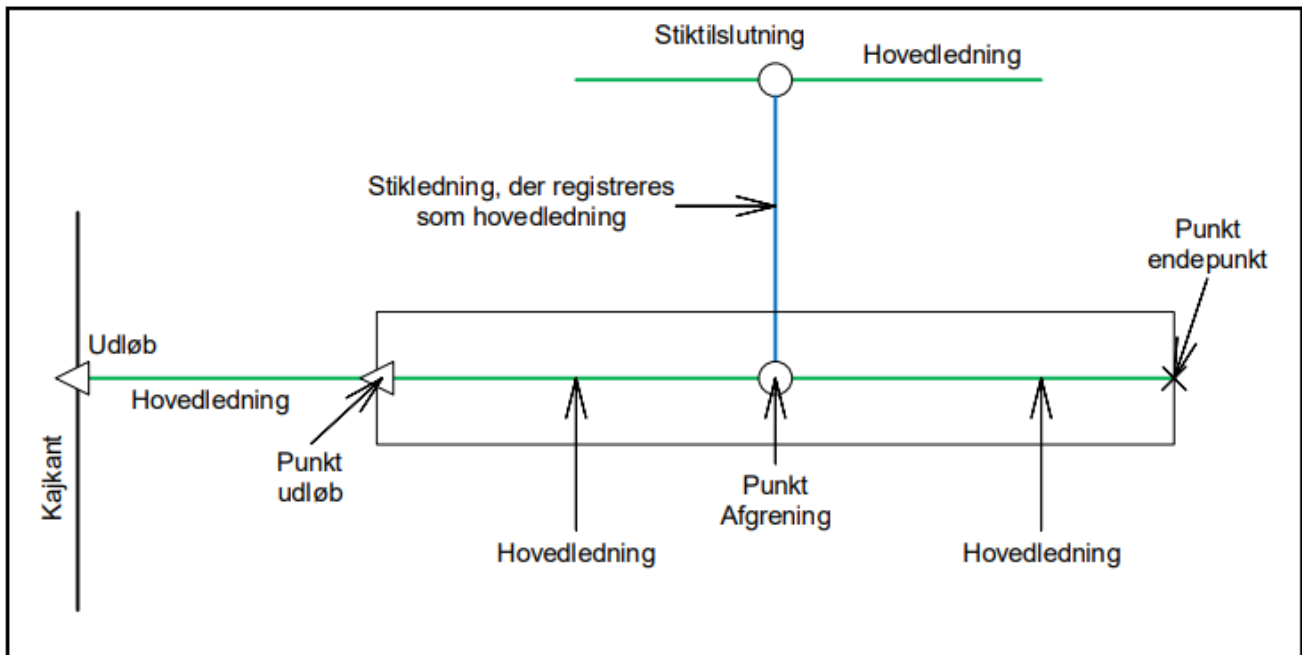 Stiktilslutning
Hovedledning
Stikledning, der registreres
som hovedledning
Punkt
endepunkt
Udløb
Hovedledning
Kajkant
Punkt
udløb
Punkt
Afgrening
Hovedledning
Hovedledning